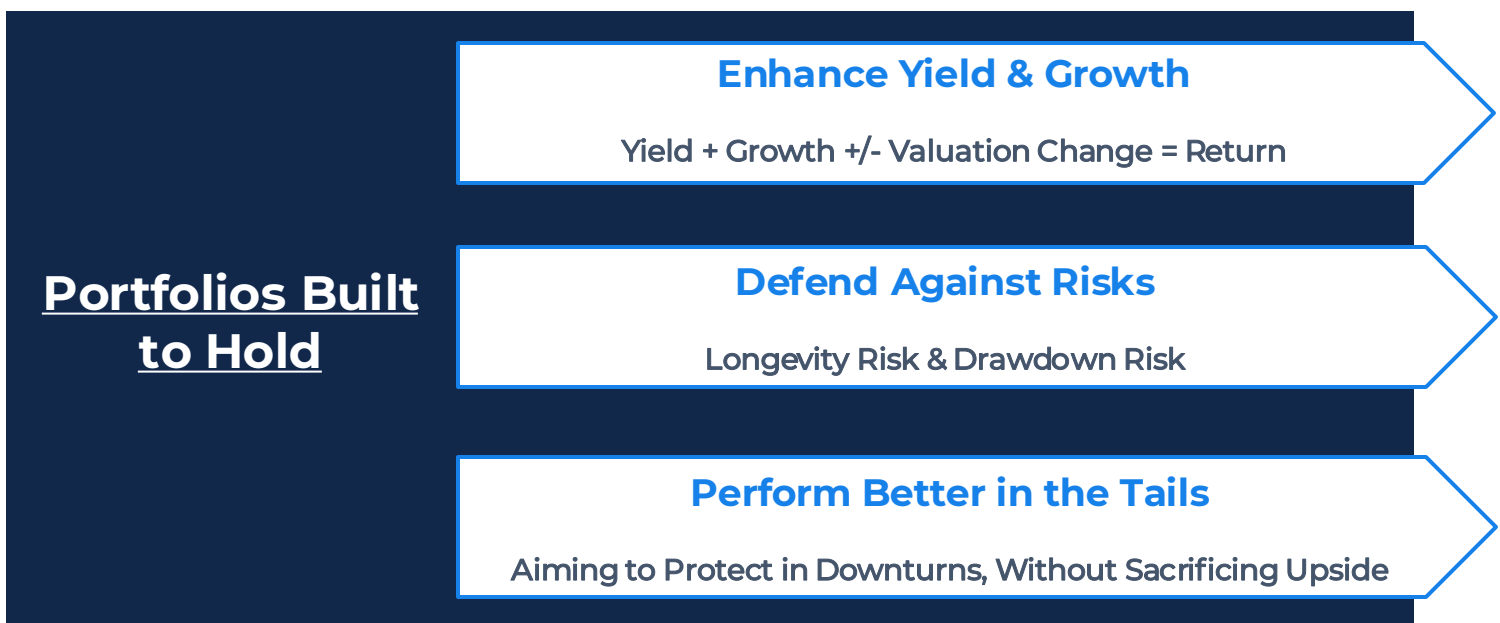 Enhance Yield & Growth
Yield + Growth +/- Valuation Change = Return
Portfolios Built
to Hold
Defend Against Risks
Longevity Risk & Drawdown Risk
Perform Better in the Tails
Aiming to Protect in Downturns, Without Sacrificing Upside